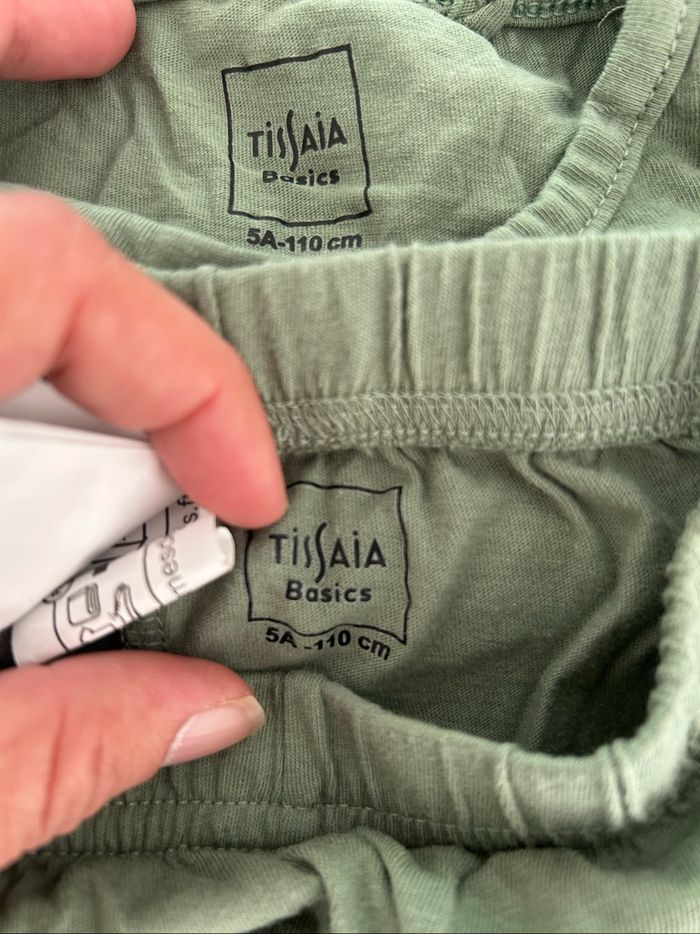 TiSSAiA
Basics
5A-110 cm
TiSSAiA
Basics
5A -110 cm